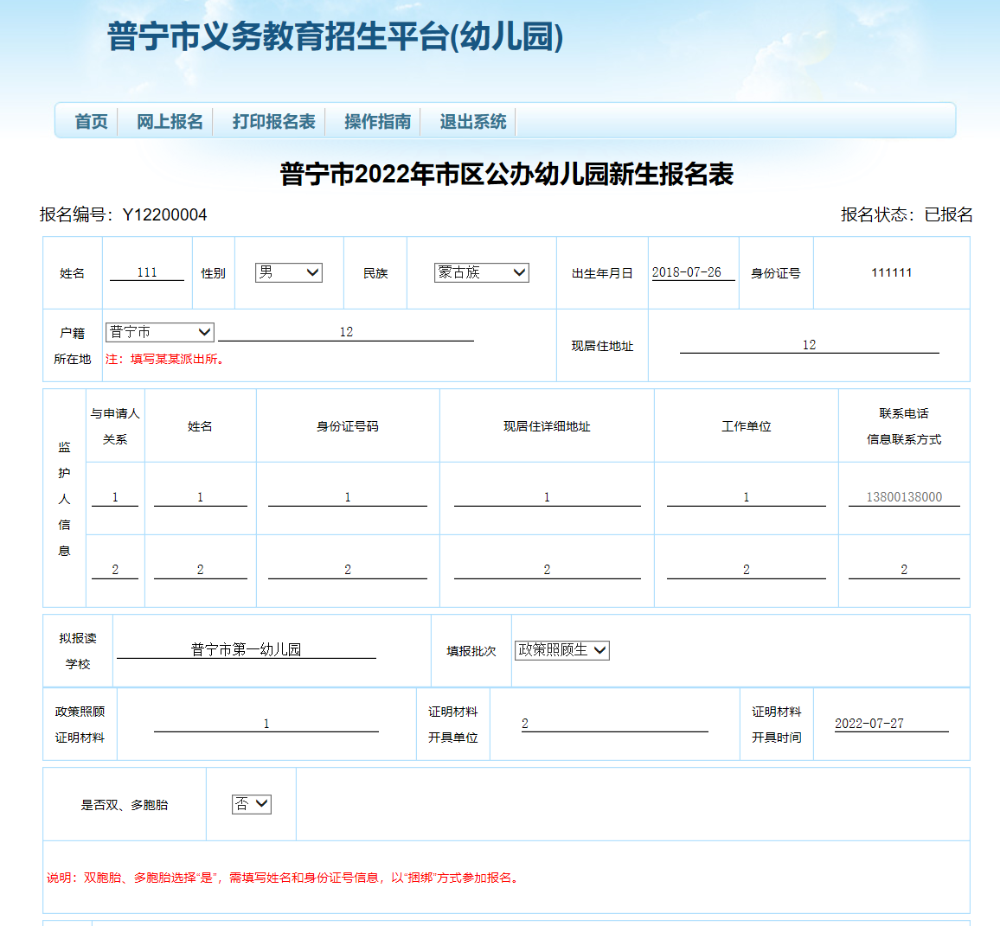 普宁市义务教育招生平台(幼儿园)
首页 网上报名 打印报名表 操作指南 退出系统
普宁市2022年市区公办幼儿园新生报名表
报名编号：Y12200004 报名状态：已报名
姓名 111 性别 男 民族 蒙古族 出生年月日 2018-07-26 身份证号 111111
户籍
所在地
普宁市 12
注：填写某某派出所。
现居住地址 12
监
护
人
信
息
与申请人
关系
姓名 身份证号码 现居住详细地址 工作单位
联系电话
信息联系方式
1 1 1 1 1 13800138000
2 2 2 2 2 2
拟报读
学校
普宁市第一幼儿园 填报批次 政策照顾生
政策照顾
证明材料
1
证明材料
开具单位
2
证明材料
开具时间
2022-07-27
是否双、多胞胎 否
说明：双胞胎、多胞胎选择“是”，需填写姓名和身份证号信息，以“捆绑”方式参加报名。